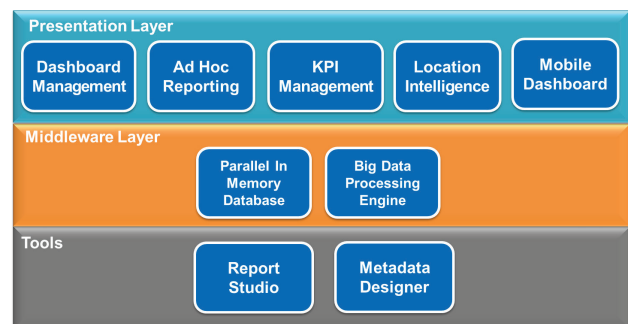 Presentation Layer
Dashboard
Management
Ad Hoc
Reporting
KPI
Management
Location
Intelligence
Mobile
Dashboard
Middleware Layer
Parallel In
Memory
Database
Big Data
Processing
Engine
Tools
Report
Studio
Metadata
Designer